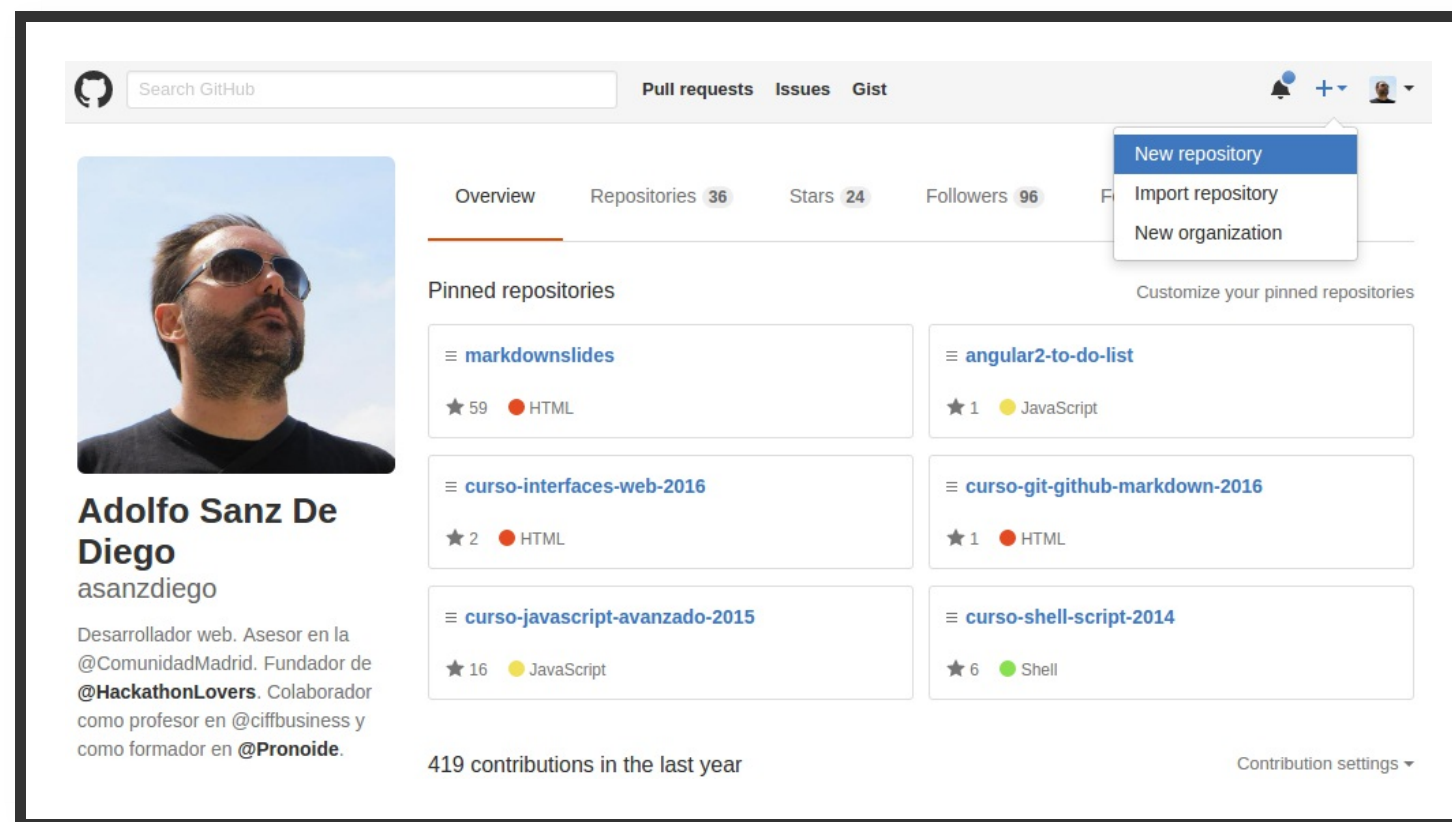 Search GitHub
Pull requests Issues Gist
New repository
Import repository
New organization
Overview Repositories 36 Stars 24 Followers 96
Pinned repositories
Customize your pinned repositories
markdownslides
59 HTML
angular2-to-do-list
1 JavaScript
curso-interfaces-web-2016
2 HTML
curso-git-github-markdown-2016
1 HTML
curso-javascript-avanzado-2015
16 JavaScript
curso-shell-script-2014
6 Shell
419 contributions in the last year
Contribution settings
Adolfo Sanz De
Diego
asanzdiego
Desarrollador web. Asesor en la
@ComunidadMadrid. Fundador de
@HackathonLovers. Colaborador
como profesor en @ciffbusiness y
como formador en @Pronoide.